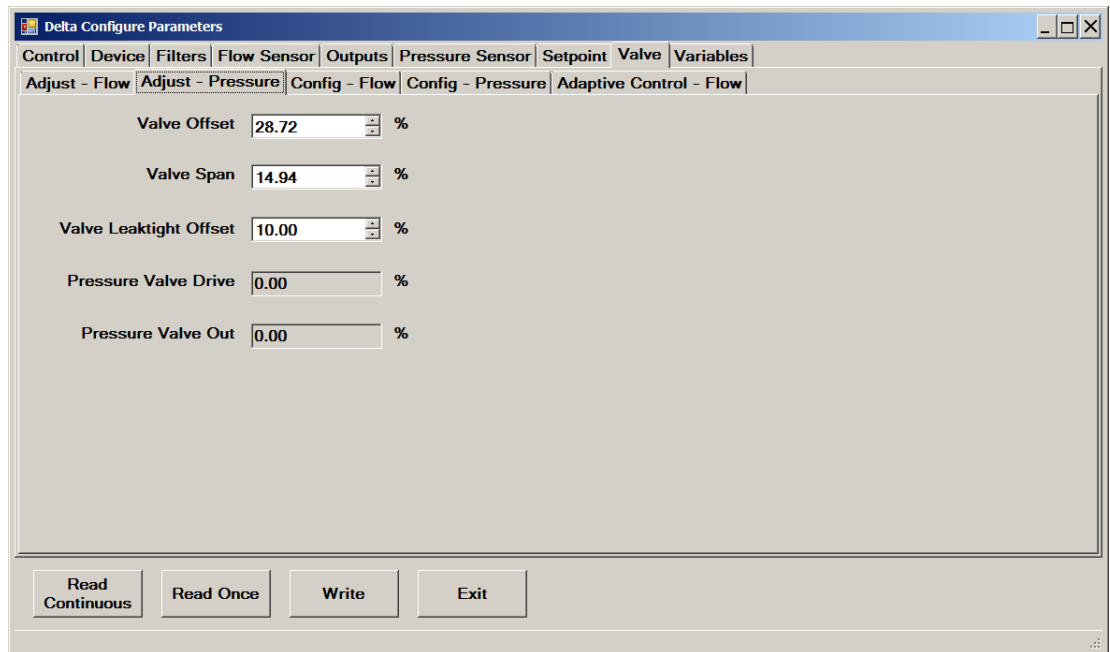 Delta Configure Parameters
Control Device Filters Flow Sensor Outputs Pressure Sensor Setpoint Valve Variables
Adjust - Flow Adjust - Pressure Config - Flow Config - Pressure Adaptive Control - Flow
Valve Offset 28.72 %
Valve Span 14.94 %
Valve Leaktight Offset 10.00 %
Pressure Valve Drive 0.00 %
Pressure Valve Out 0.00 %
Read
Continuous
Read Once
Write
Exit